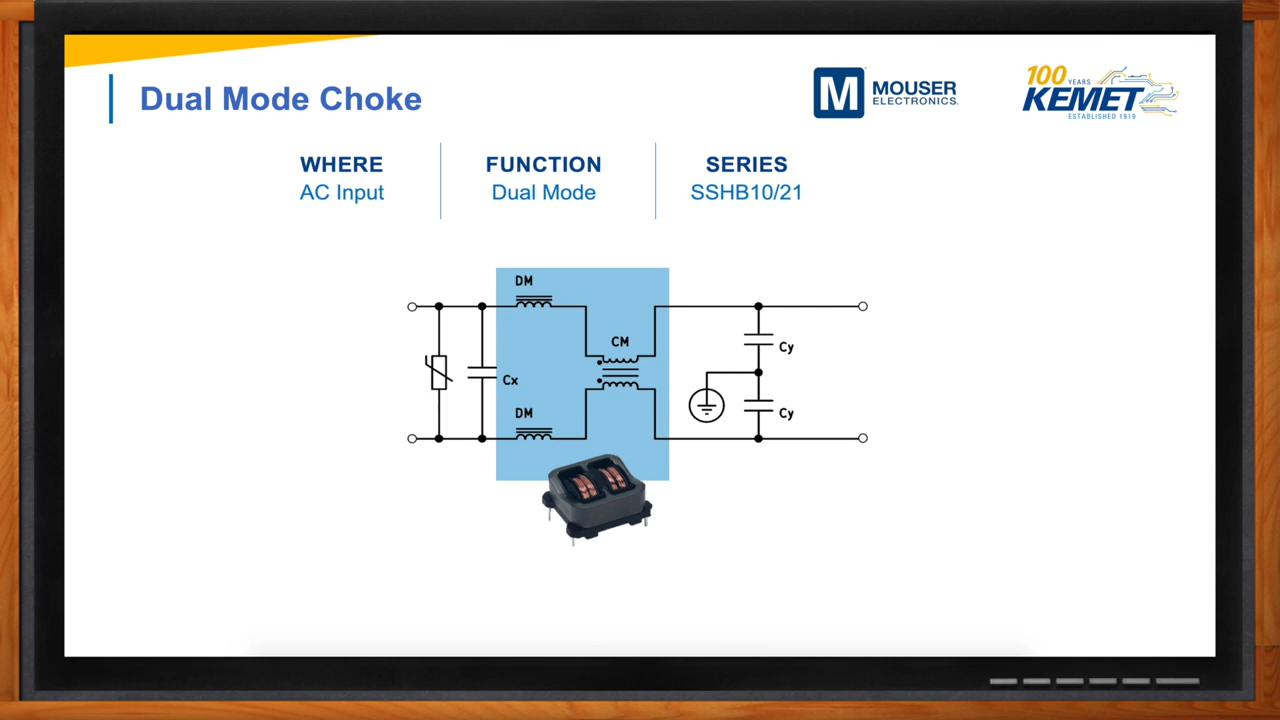 Dual Mode Choke
M MOUSER
ELECTRONICS.
100 YEARS
KEMET
ESTABLISHED 1919
WHERE
AC Input
FUNCTION
Dual Mode
SERIES
SSHB10/21
DM
CM
Cy
Cx
DM
Cy